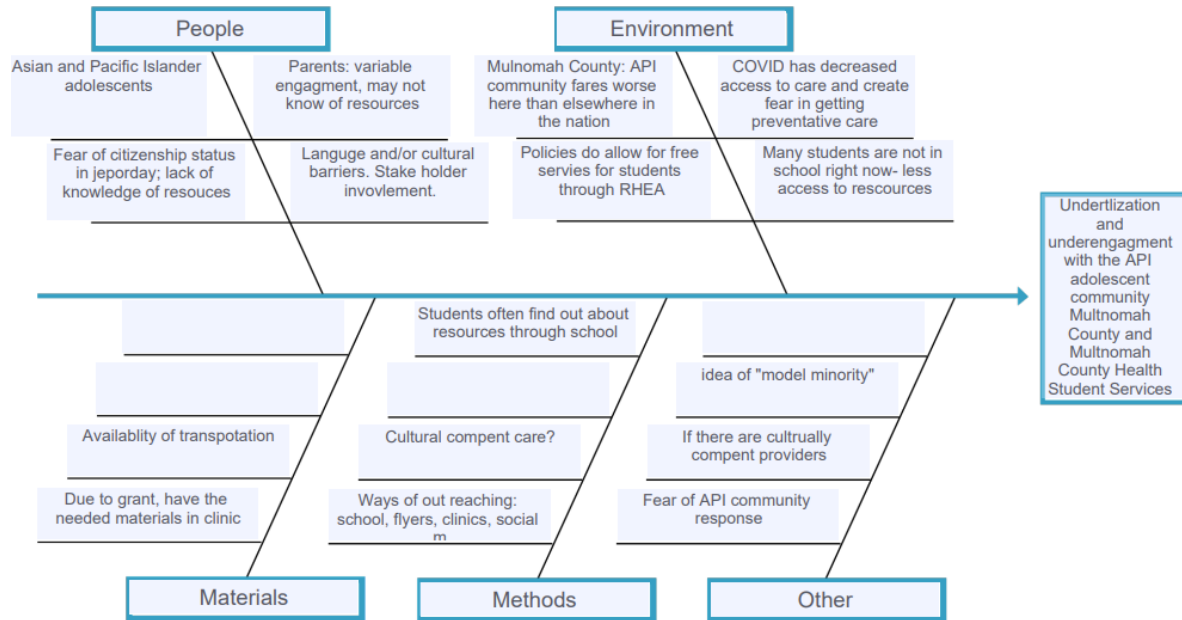 People
Environment
Asian and Pacific Islander
adolescents
Parents: variable
engagment, may not
know of resources
Mulnomah County: API
community fares worse
here than elsewhere in
the nation
COVID has decreased
access to care and create
fear in getting
preventative care
Fear of citizenship status
in jeporday; lack of
knowledge of resouces
Languge and/or cultural
barriers. Stake holder
invovlement.
Policies do allow for free
servies for students
through RHEA
Many students are not in
school right now- less
access to rescources
Undertlization
and
underengagment
with the API
adolescent
community
Multnomah
County and
Multnomah
County Health
Student Services
Students often find out about
resources through school
idea of "model minority"
Availablity of transpotation
Cultural compent care?
If there are cultrually
compent providers
Due to grant, have the
needed materials in clinic
Ways of out reaching:
school, flyers, clinics, social
m
Fear of API community
response
Materials
Methods
Other